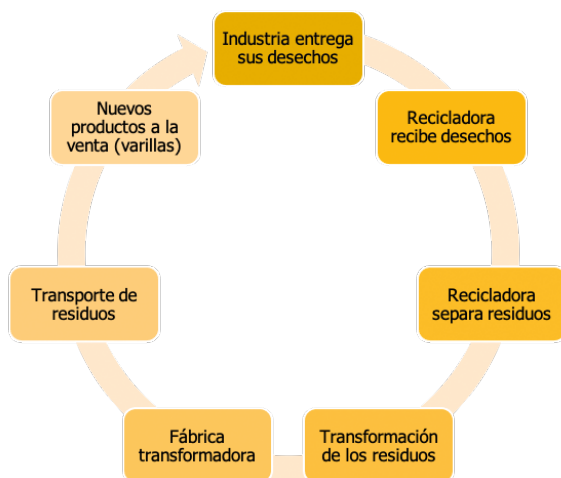 Industria entrega
sus desechos
Recicladora
recibe desechos
Recicladora
separa residuos
Transformación
de los residuos
Fábrica
transformadora
Transporte de
residuos
Nuevos
productos a la
venta (varillas)